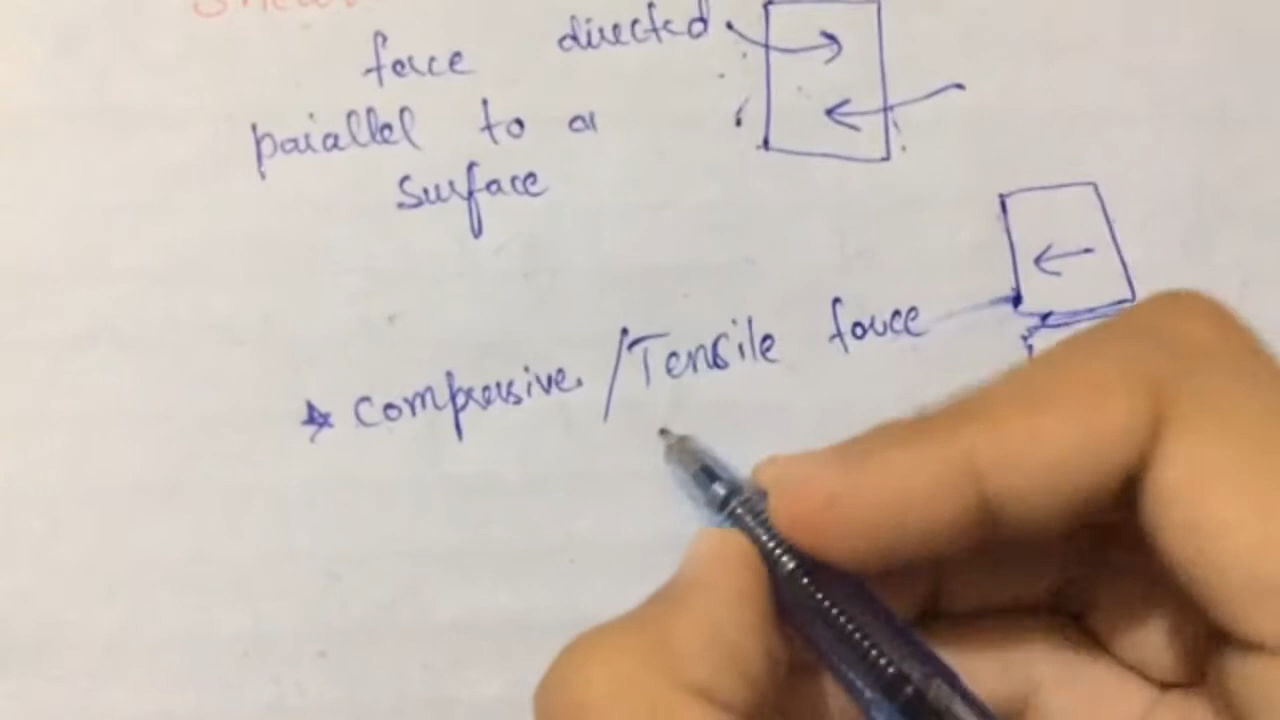 force directed
parallel to a
surface
* compressive/Tensile force